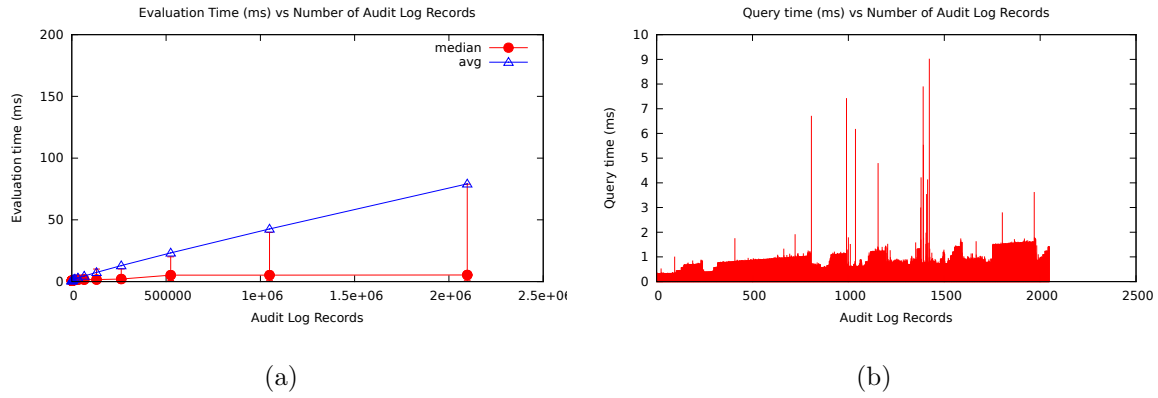 Evaluation Time (ms) vs Number of Audit Log Records
200
150
100
50
0
Evaluation time (ms)
median
avg
0 500000 1e+06 1.5e+06 2e+06 2.5e+06
Audit Log Records
(a)
Query time (ms) vs Number of Audit Log Records
10
9
8
7
6
5
4
3
2
1
0
Query time (ms)
0 500 1000 1500 2000 2500
Audit Log Records
(b)